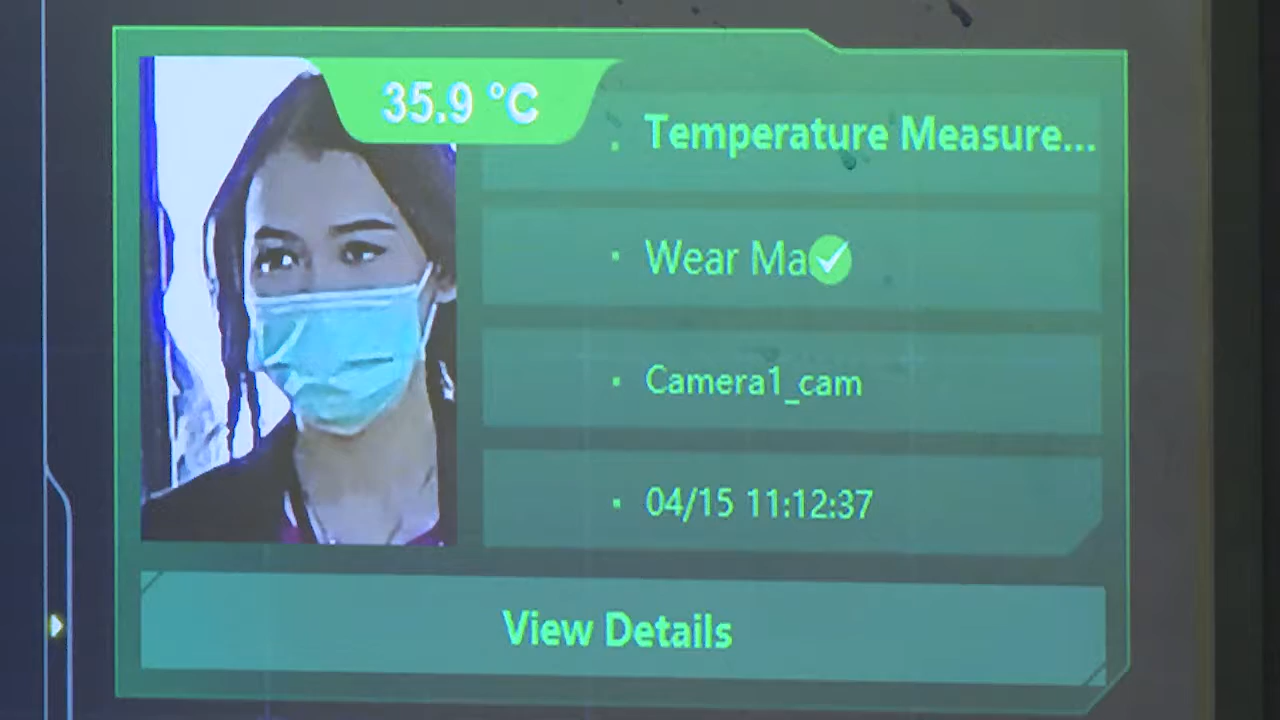 35.9 °C
Temperature Measure...
Wear Ma
Camera1_cam
04/15 11:12:37
View Details